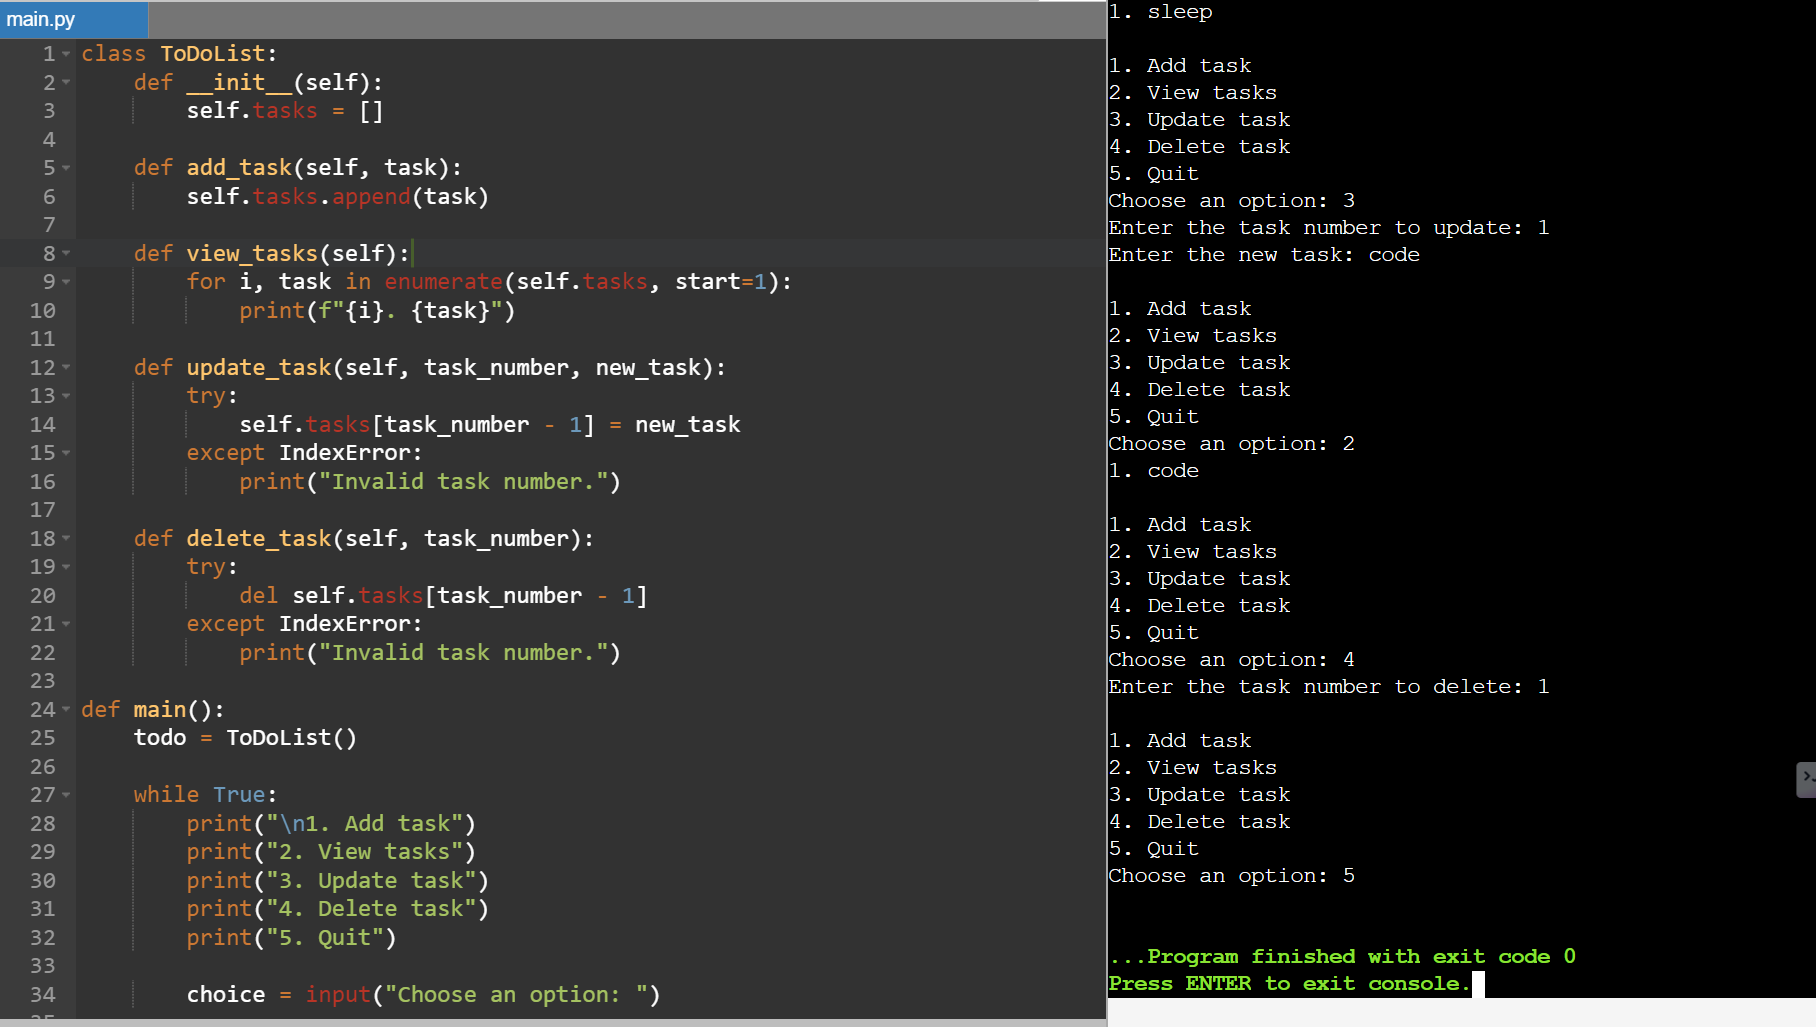 main.py
1 class ToDoList:
2     def __init__(self):
3         self.tasks = []
4
5     def add_task(self, task):
6         self.tasks.append(task)
7
8     def view_tasks(self):
9         for i, task in enumerate(self.tasks, start=1):
10             print(f"{i}. {task}")
11
12     def update_task(self, task_number, new_task):
13         try:
14             self.tasks[task_number - 1] = new_task
15         except IndexError:
16             print("Invalid task number.")
17
18     def delete_task(self, task_number):
19         try:
20             del self.tasks[task_number - 1]
21         except IndexError:
22             print("Invalid task number.")
23
24 def main():
25     todo = ToDoList()
26
27     while True:
28         print("\n1. Add task")
29         print("2. View tasks")
30         print("3. Update task")
31         print("4. Delete task")
32         print("5. Quit")
33
34         choice = input("Choose an option: ")
1. sleep

1. Add task
2. View tasks
3. Update task
4. Delete task
5. Quit
Choose an option: 3
Enter the task number to update: 1
Enter the new task: code

1. Add task
2. View tasks
3. Update task
4. Delete task
5. Quit
Choose an option: 2
1. code

1. Add task
2. View tasks
3. Update task
4. Delete task
5. Quit
Choose an option: 4
Enter the task number to delete: 1

1. Add task
2. View tasks
3. Update task
4. Delete task
5. Quit
Choose an option: 5

...Program finished with exit code 0
Press ENTER to exit console.